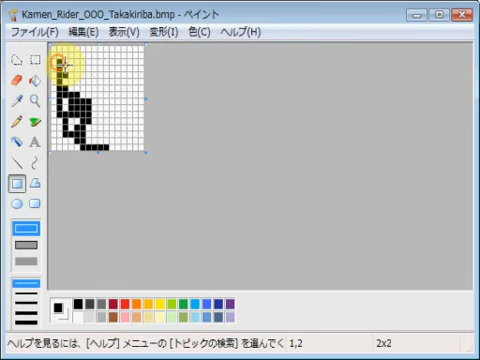 Kamen_Rider_OOO_Takakiriba.bmp - ペイント
ファイル(F) 編集(E) 表示(V) 変形(I) 色(C) ヘルプ(H)
A
ヘルプを見るには、[ヘルプ] メニューの [トピックの検索] を選んでく 1,2 2x2